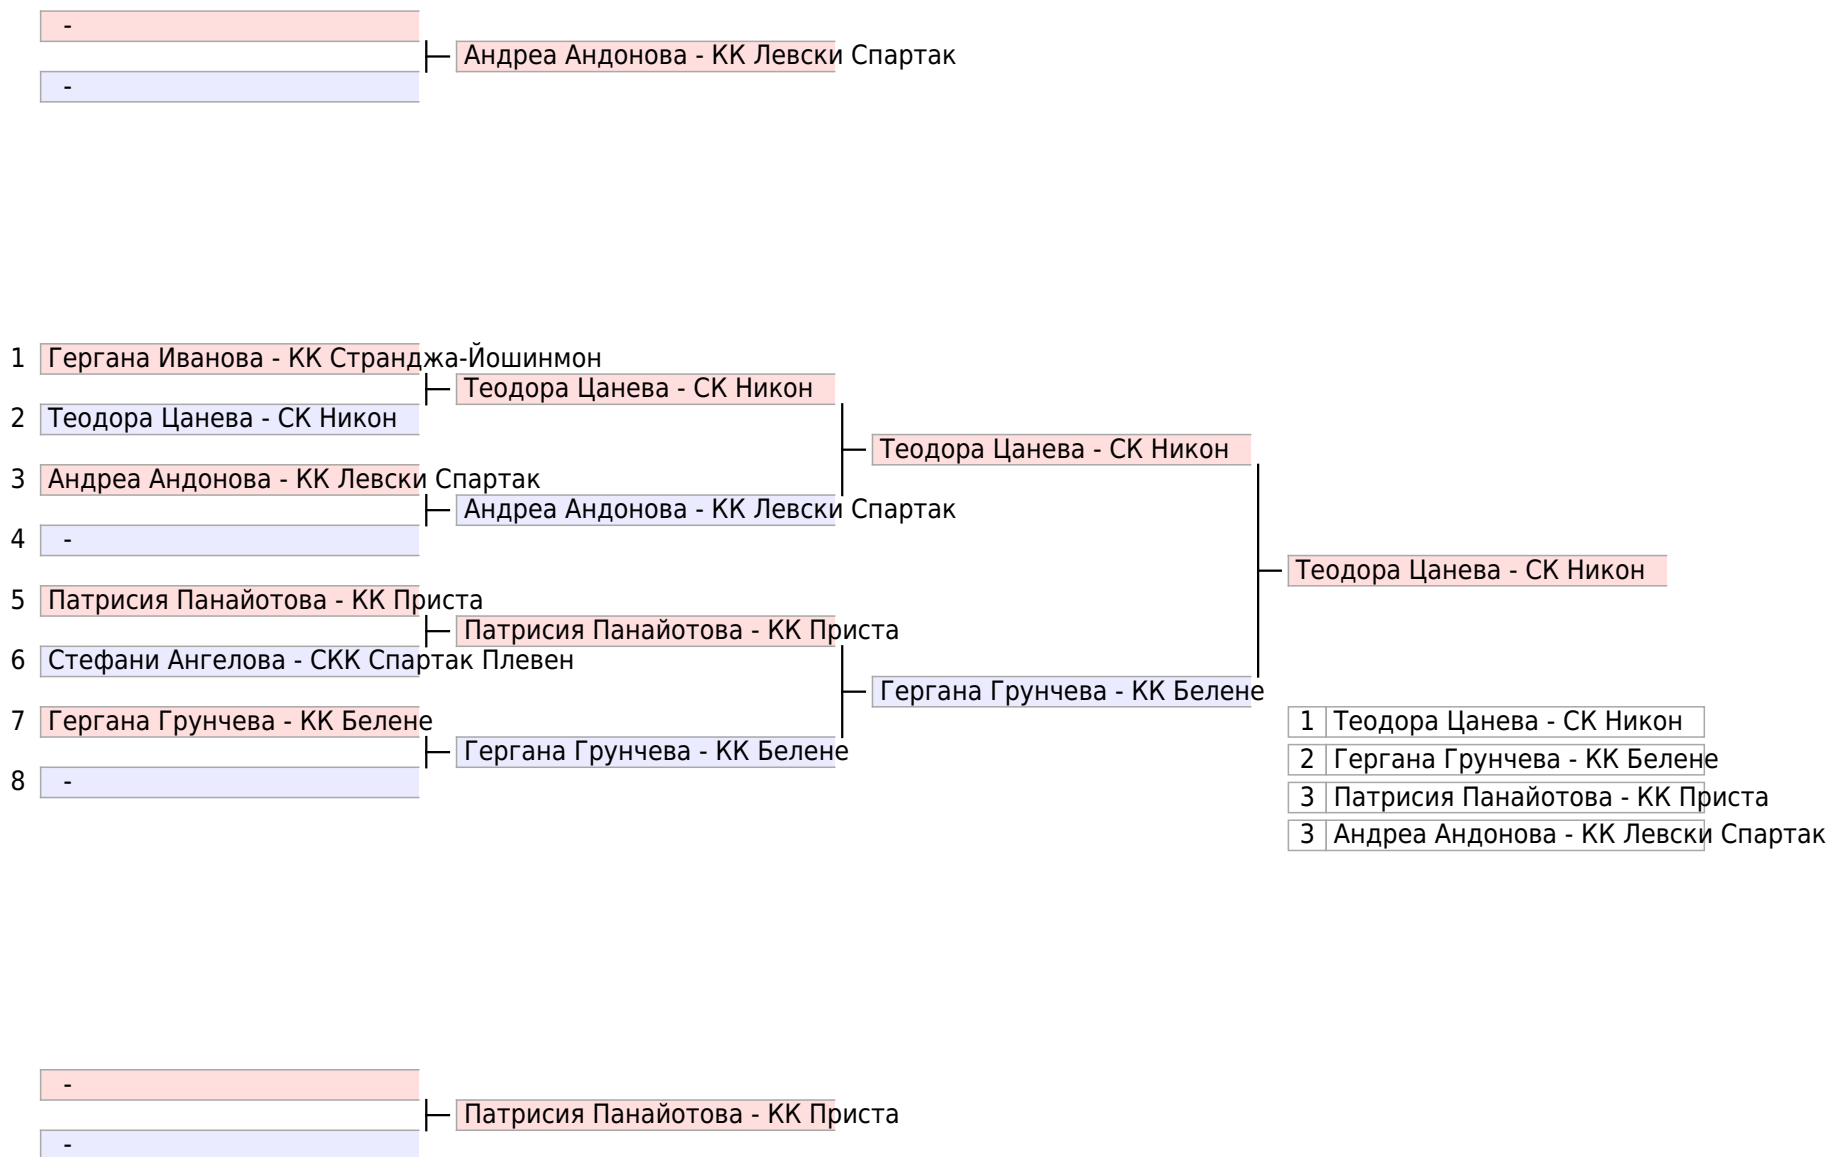 -
Андреа Андонова - КК Левски Спартак
-
1 Гергана Иванова - КК Странджа-Йошинмон
Теодора Цанева - СК Никон
2 Теодора Цанева - СК Никон
Теодора Цанева - СК Никон
3 Андреа Андонова - КК Левски Спартак
Андреа Андонова - КК Левски Спартак
4 -
Теодора Цанева - СК Никон
5 Патрисия Панайотова - КК Приста
Патрисия Панайотова - КК Приста
6 Стефани Ангелова - СКК Спартак Плевен
Гергана Грунчева - КК Белене
7 Гергана Грунчева - КК Белене
Гергана Грунчева - КК Белене
8 -
1 Теодора Цанева - СК Никон
2 Гергана Грунчева - КК Белене
3 Патрисия Панайотова - КК Приста
3 Андреа Андонова - КК Левски Спартак
-
Патрисия Панайотова - КК Приста
-